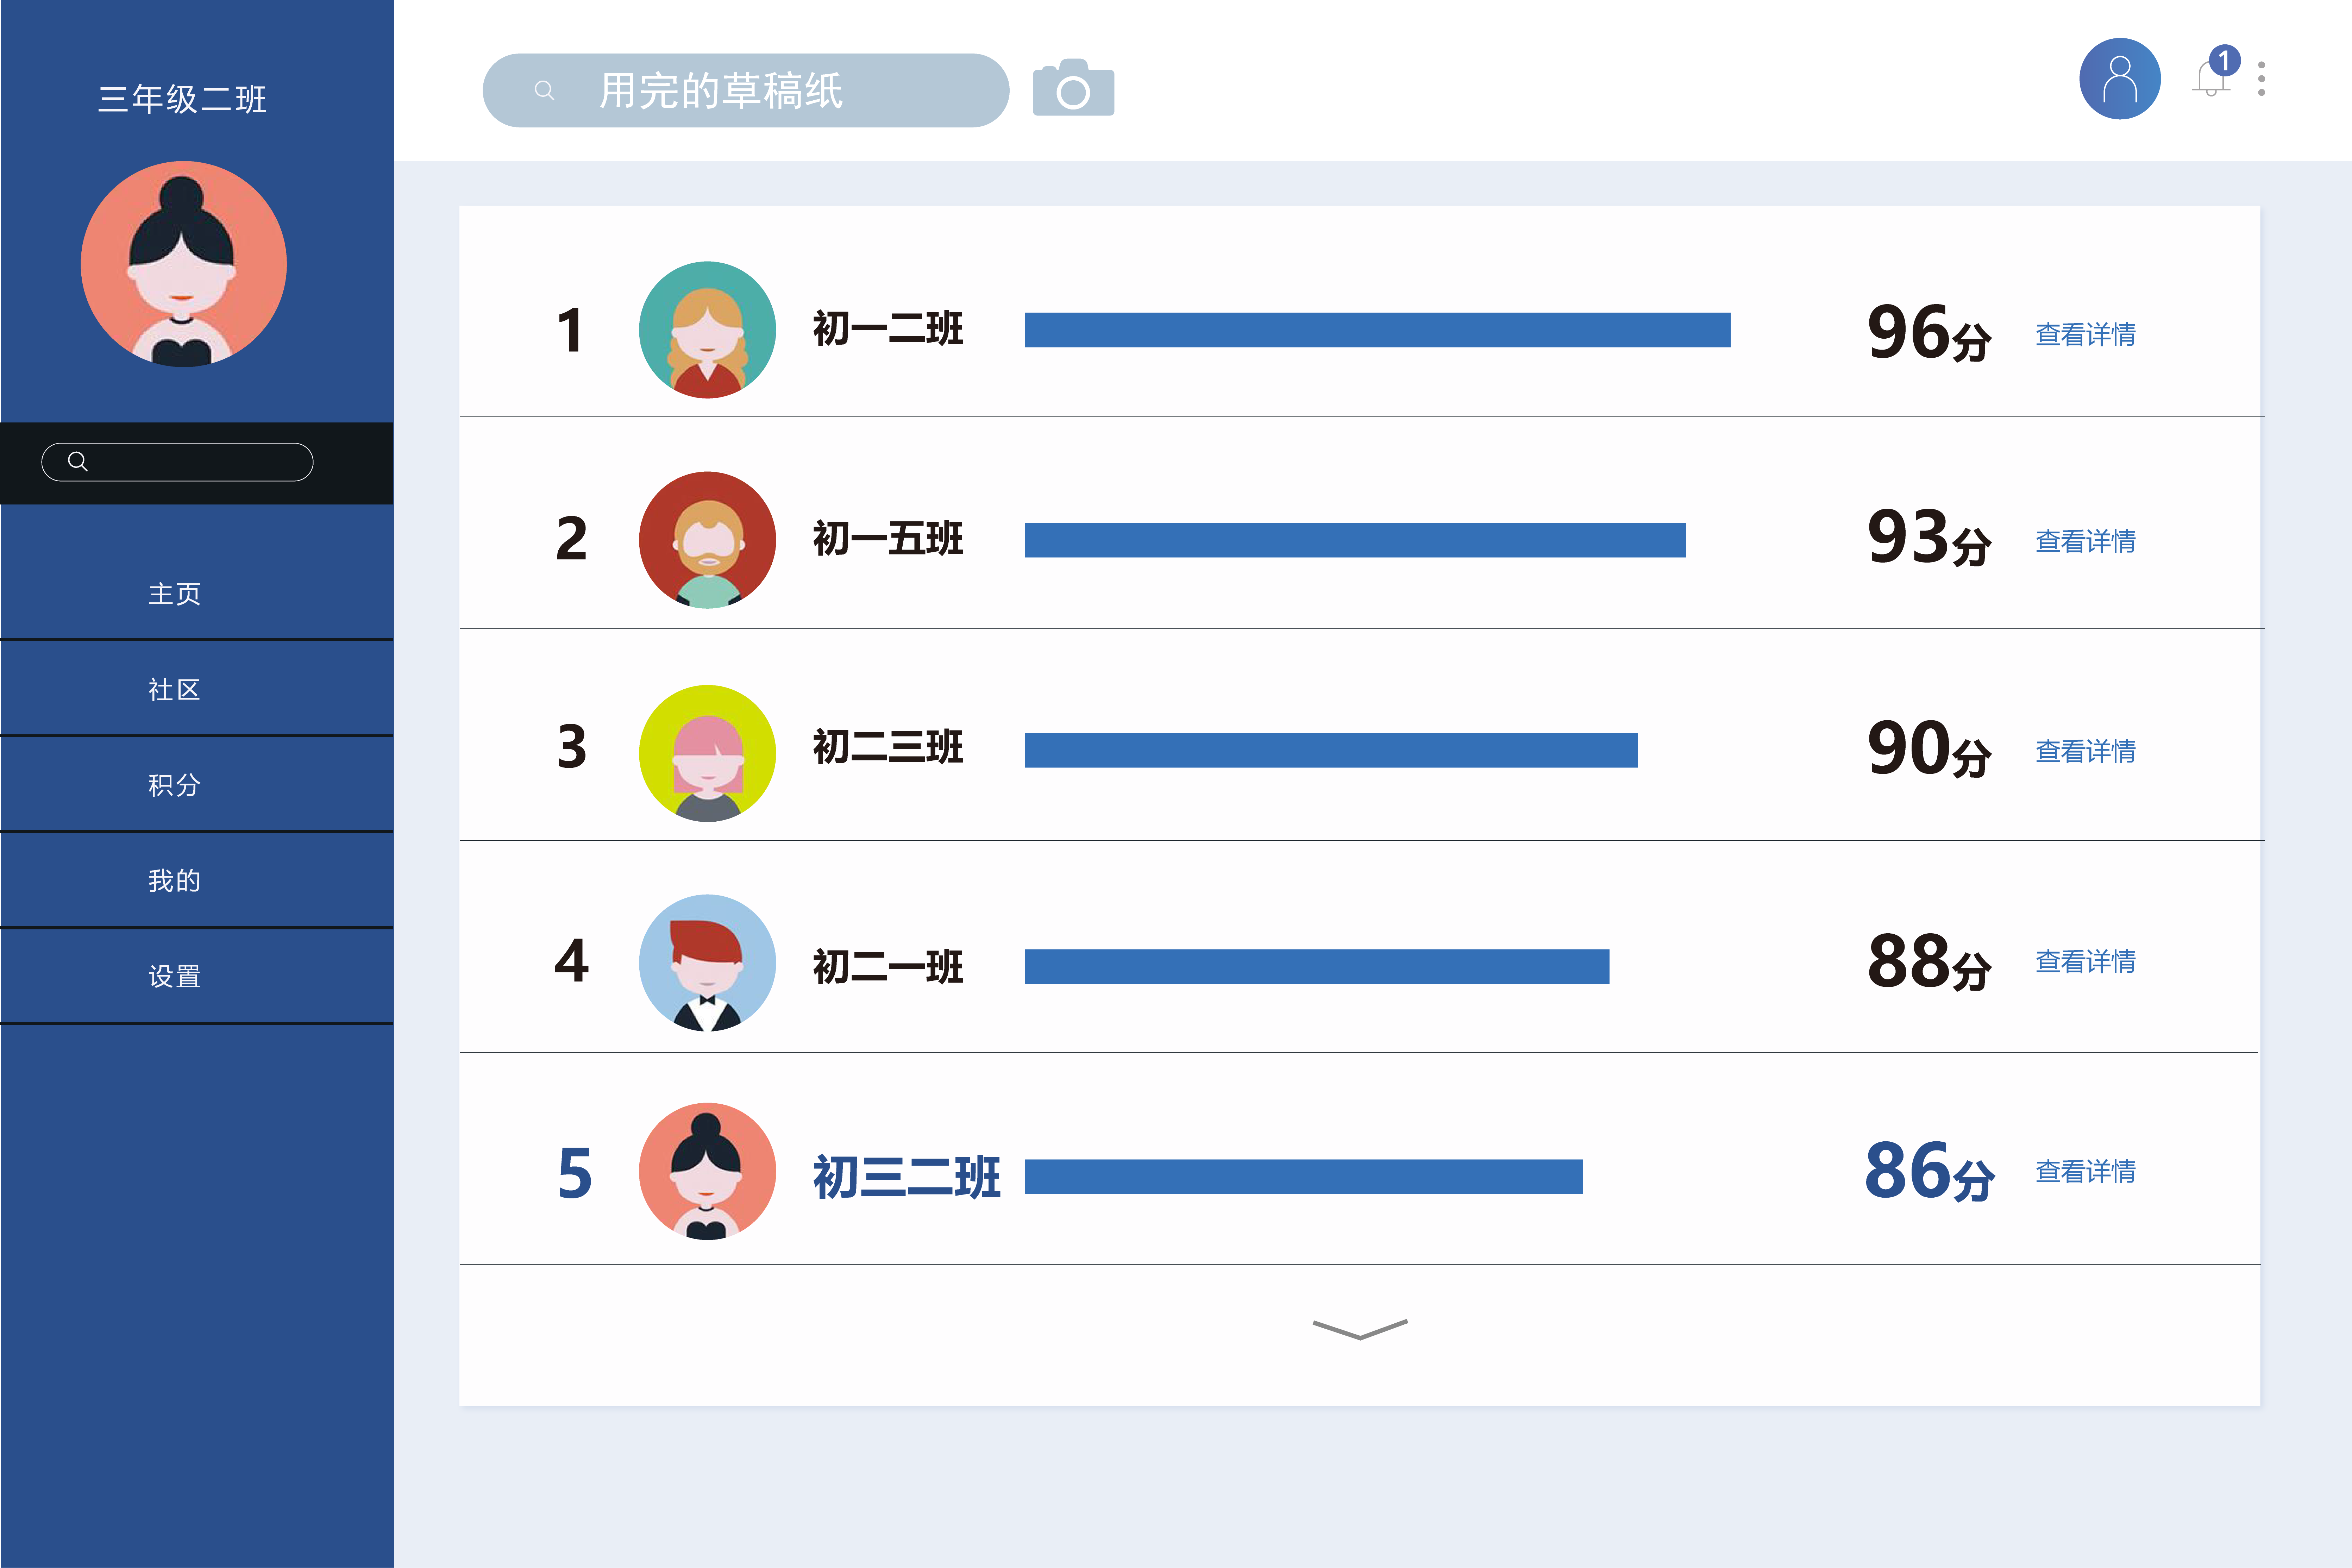 三年级二班
用完的草稿纸
1
主页
社区
积分
我的
设置
1 初一二班 96分 查看详情
2 初一五班 93分 查看详情
3 初二三班 90分 查看详情
4 初二一班 88分 查看详情
5 初三二班 86分 查看详情